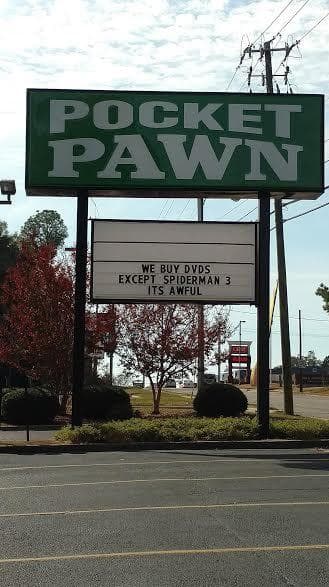 POCKET
PAWN
WE BUY DVDS
EXCEPT SPIDERMAN 3
ITS AWFUL